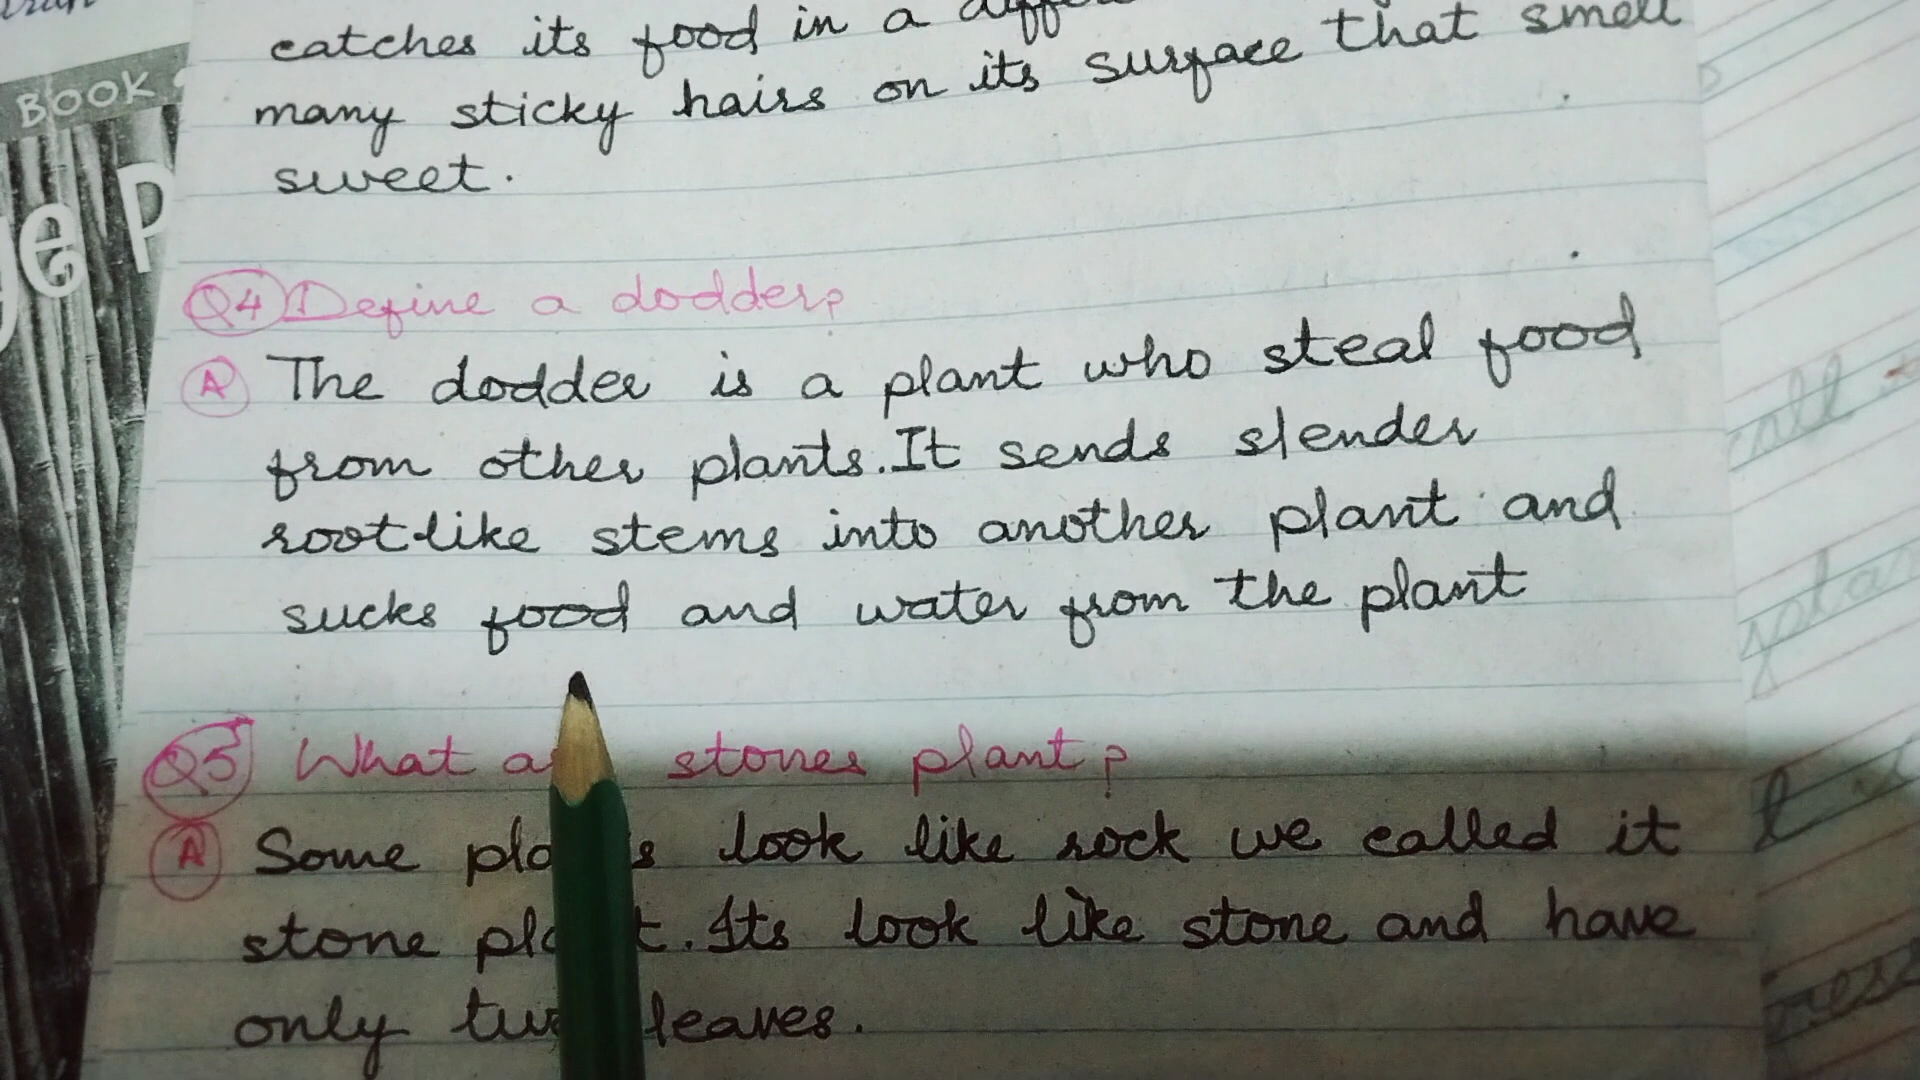 BOOK
catches its food in a
many sticky hairs on its surface that smell
sweet.
Q4 Define a dodder?
A The dodder is a plant who steal food
from other plants. It sends slender
root-like stems into another plant and
sucks food and water from the plant
Q5 What stones plant?
A Some look like rock we called it
stone . Its look like stone and have
only leaves.